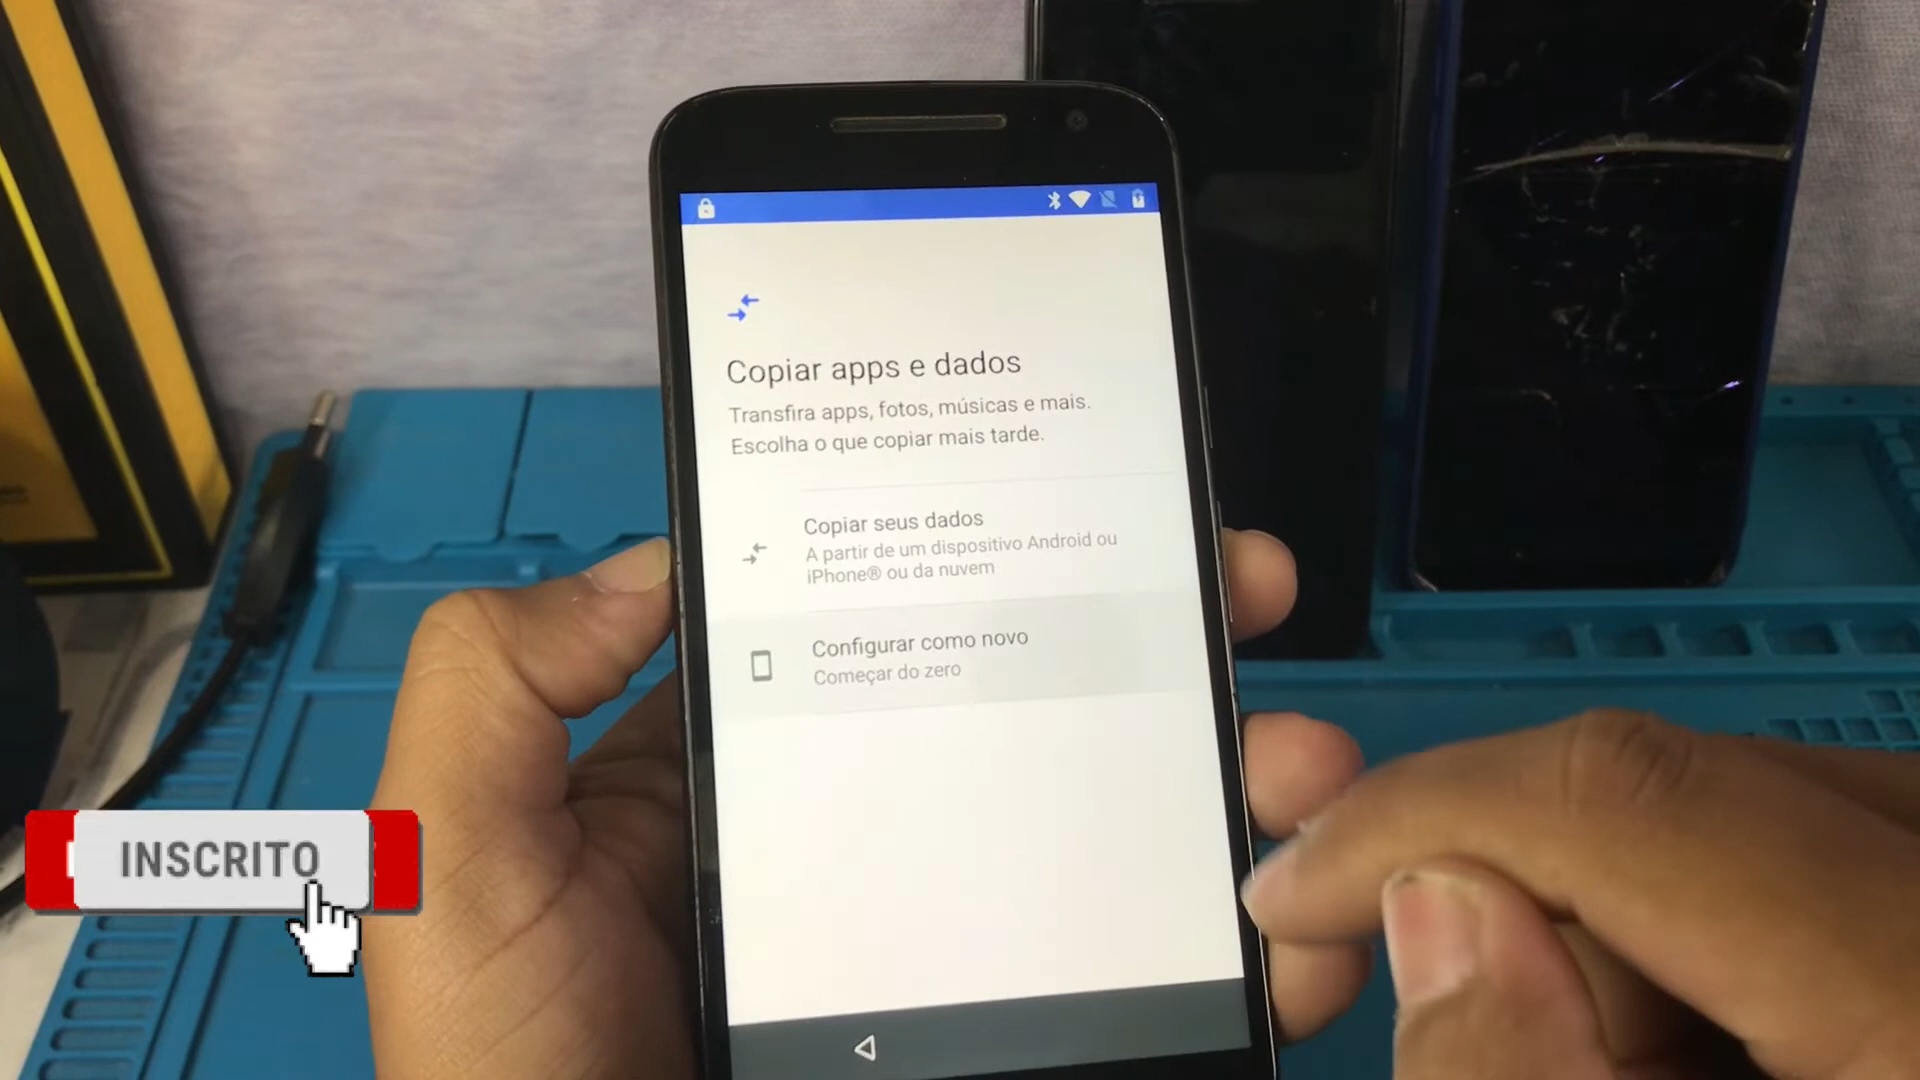 Copiar apps e dados
Transfira apps, fotos, músicas e mais.
Escolha o que copiar mais tarde.
Copiar seus dados
A partir de um dispositivo Android ou
iPhone® ou da nuvem
Configurar como novo
Começar do zero
INSCRITO